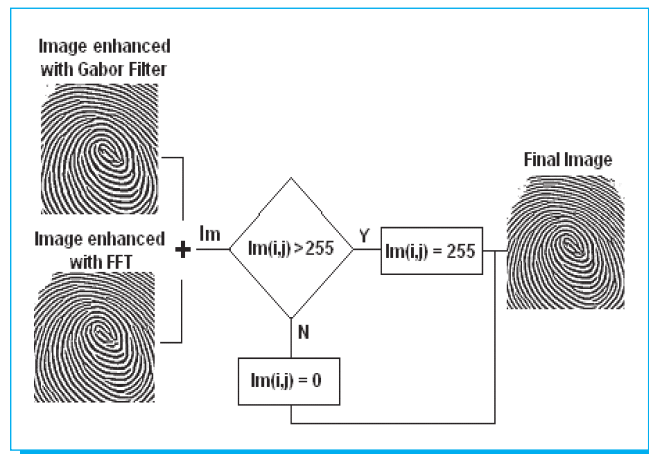 Image enhanced
with Gabor Filter
Image enhanced
with FFT
+
Im
Im(i,j) > 255
Y
Im(i,j) = 255
N
Im(i,j) = 0
Final Image